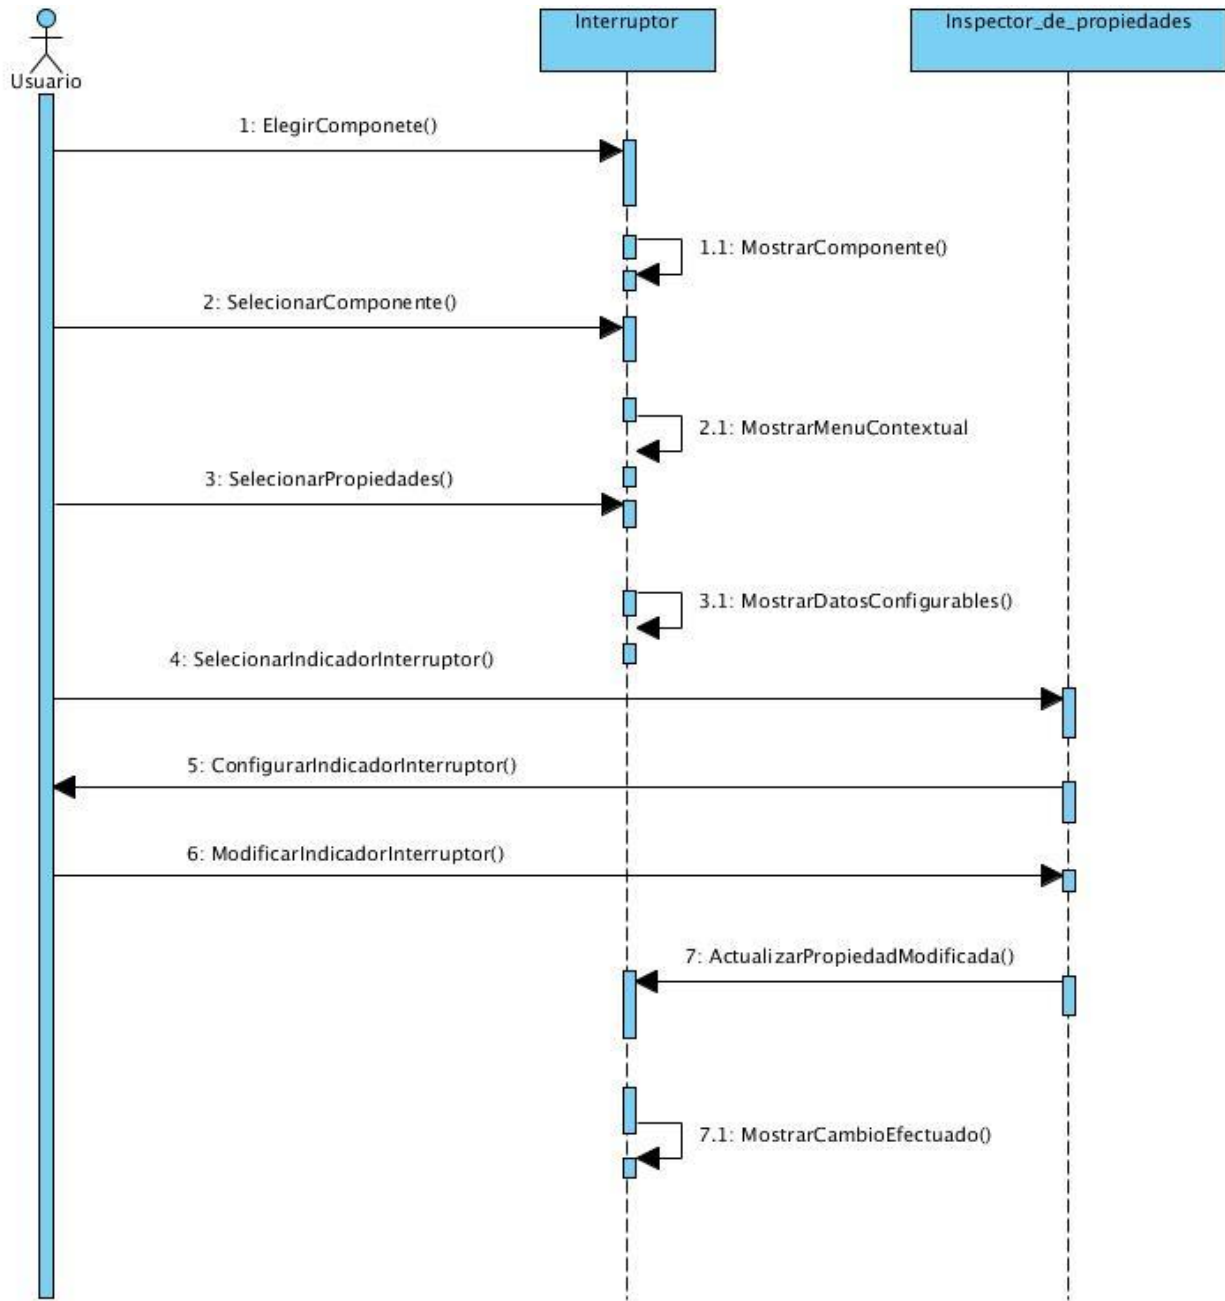 Interruptor
Inspector_de_propiedades
Usuario
1: ElegirComponete()
1.1: MostrarComponente()
2: SelecionarComponente()
2.1: MostrarMenuContextual
3: SelecionarPropiedades()
3.1: MostrarDatosConfigurables()
4: SelecionarIndicadorInterruptor()
5: ConfigurarIndicadorInterruptor()
6: ModificarIndicadorInterruptor()
7: ActualizarPropiedadModificada()
7.1: MostrarCambioEfectuado()